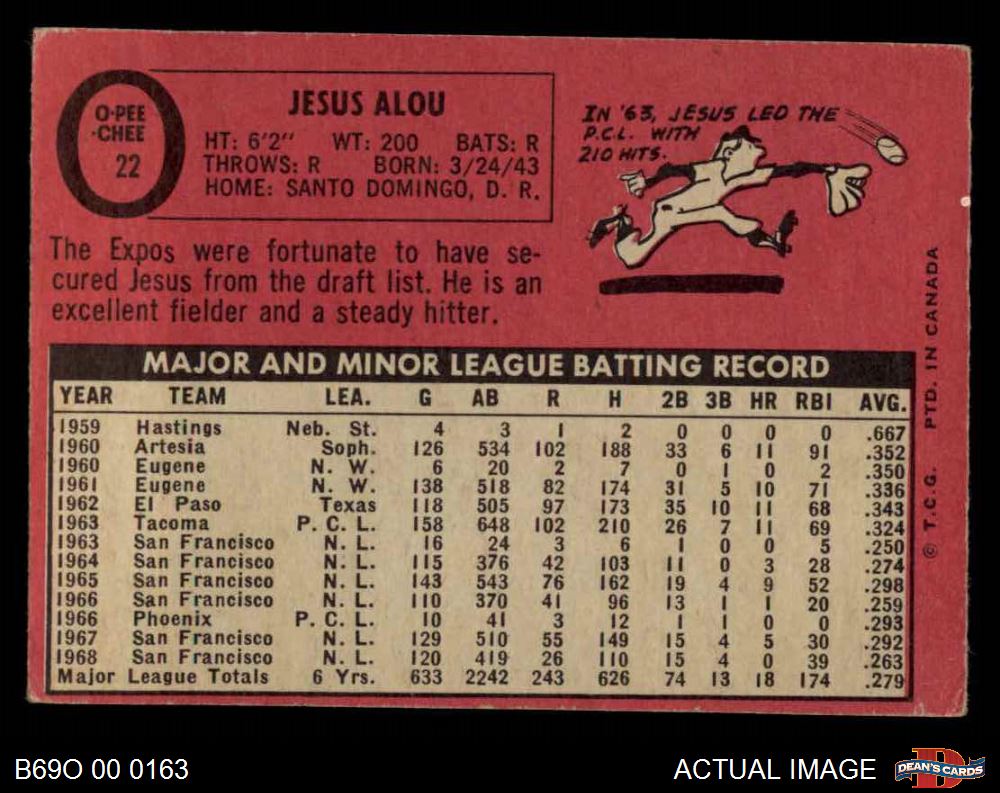 O-PEE
-CHEE
22
JESUS ALOU
HT: 6'2" WT: 200 BATS: R
THROWS: R BORN: 3/24/43
HOME: SANTO DOMINGO, D. R.
IN '63, JESUS LED THE
P.C.L. WITH
210 HITS.
The Expos were fortunate to have se-
cured Jesus from the draft list. He is an
excellent fielder and a steady hitter.
MAJOR AND MINOR LEAGUE BATTING RECORD
YEAR TEAM LEA. G AB R H 2B 3B HR RBI AVG.
1959 Hastings Neb. St. 4 3 1 2 0 0 0 0 .667
1960 Artesia Soph. 126 534 102 188 33 6 11 91 .352
1960 Eugene N. W. 6 20 2 7 0 1 0 2 .350
1961 Eugene N. W. 138 518 82 174 31 5 10 71 .336
1962 El Paso Texas 118 505 97 173 35 10 11 68 .343
1963 Tacoma P. C. L. 158 648 102 210 26 7 11 69 .324
1963 San Francisco N. L. 16 24 3 6 1 0 0 5 .250
1964 San Francisco N. L. 115 376 42 103 11 0 3 28 .274
1965 San Francisco N. L. 143 543 76 162 19 4 9 52 .298
1966 San Francisco N. L. 110 370 41 96 13 1 1 20 .259
1966 Phoenix P. C. L. 10 41 3 12 1 1 0 0 .293
1967 San Francisco N. L. 129 510 55 149 15 4 5 30 .292
1968 San Francisco N. L. 120 419 26 110 15 4 0 39 .263
Major League Totals 6 Yrs. 633 2242 243 626 74 13 18 174 .279
© T.C.G. PTD. IN CANADA
B69O 00 0163
ACTUAL IMAGE
DEAN'S CARDS